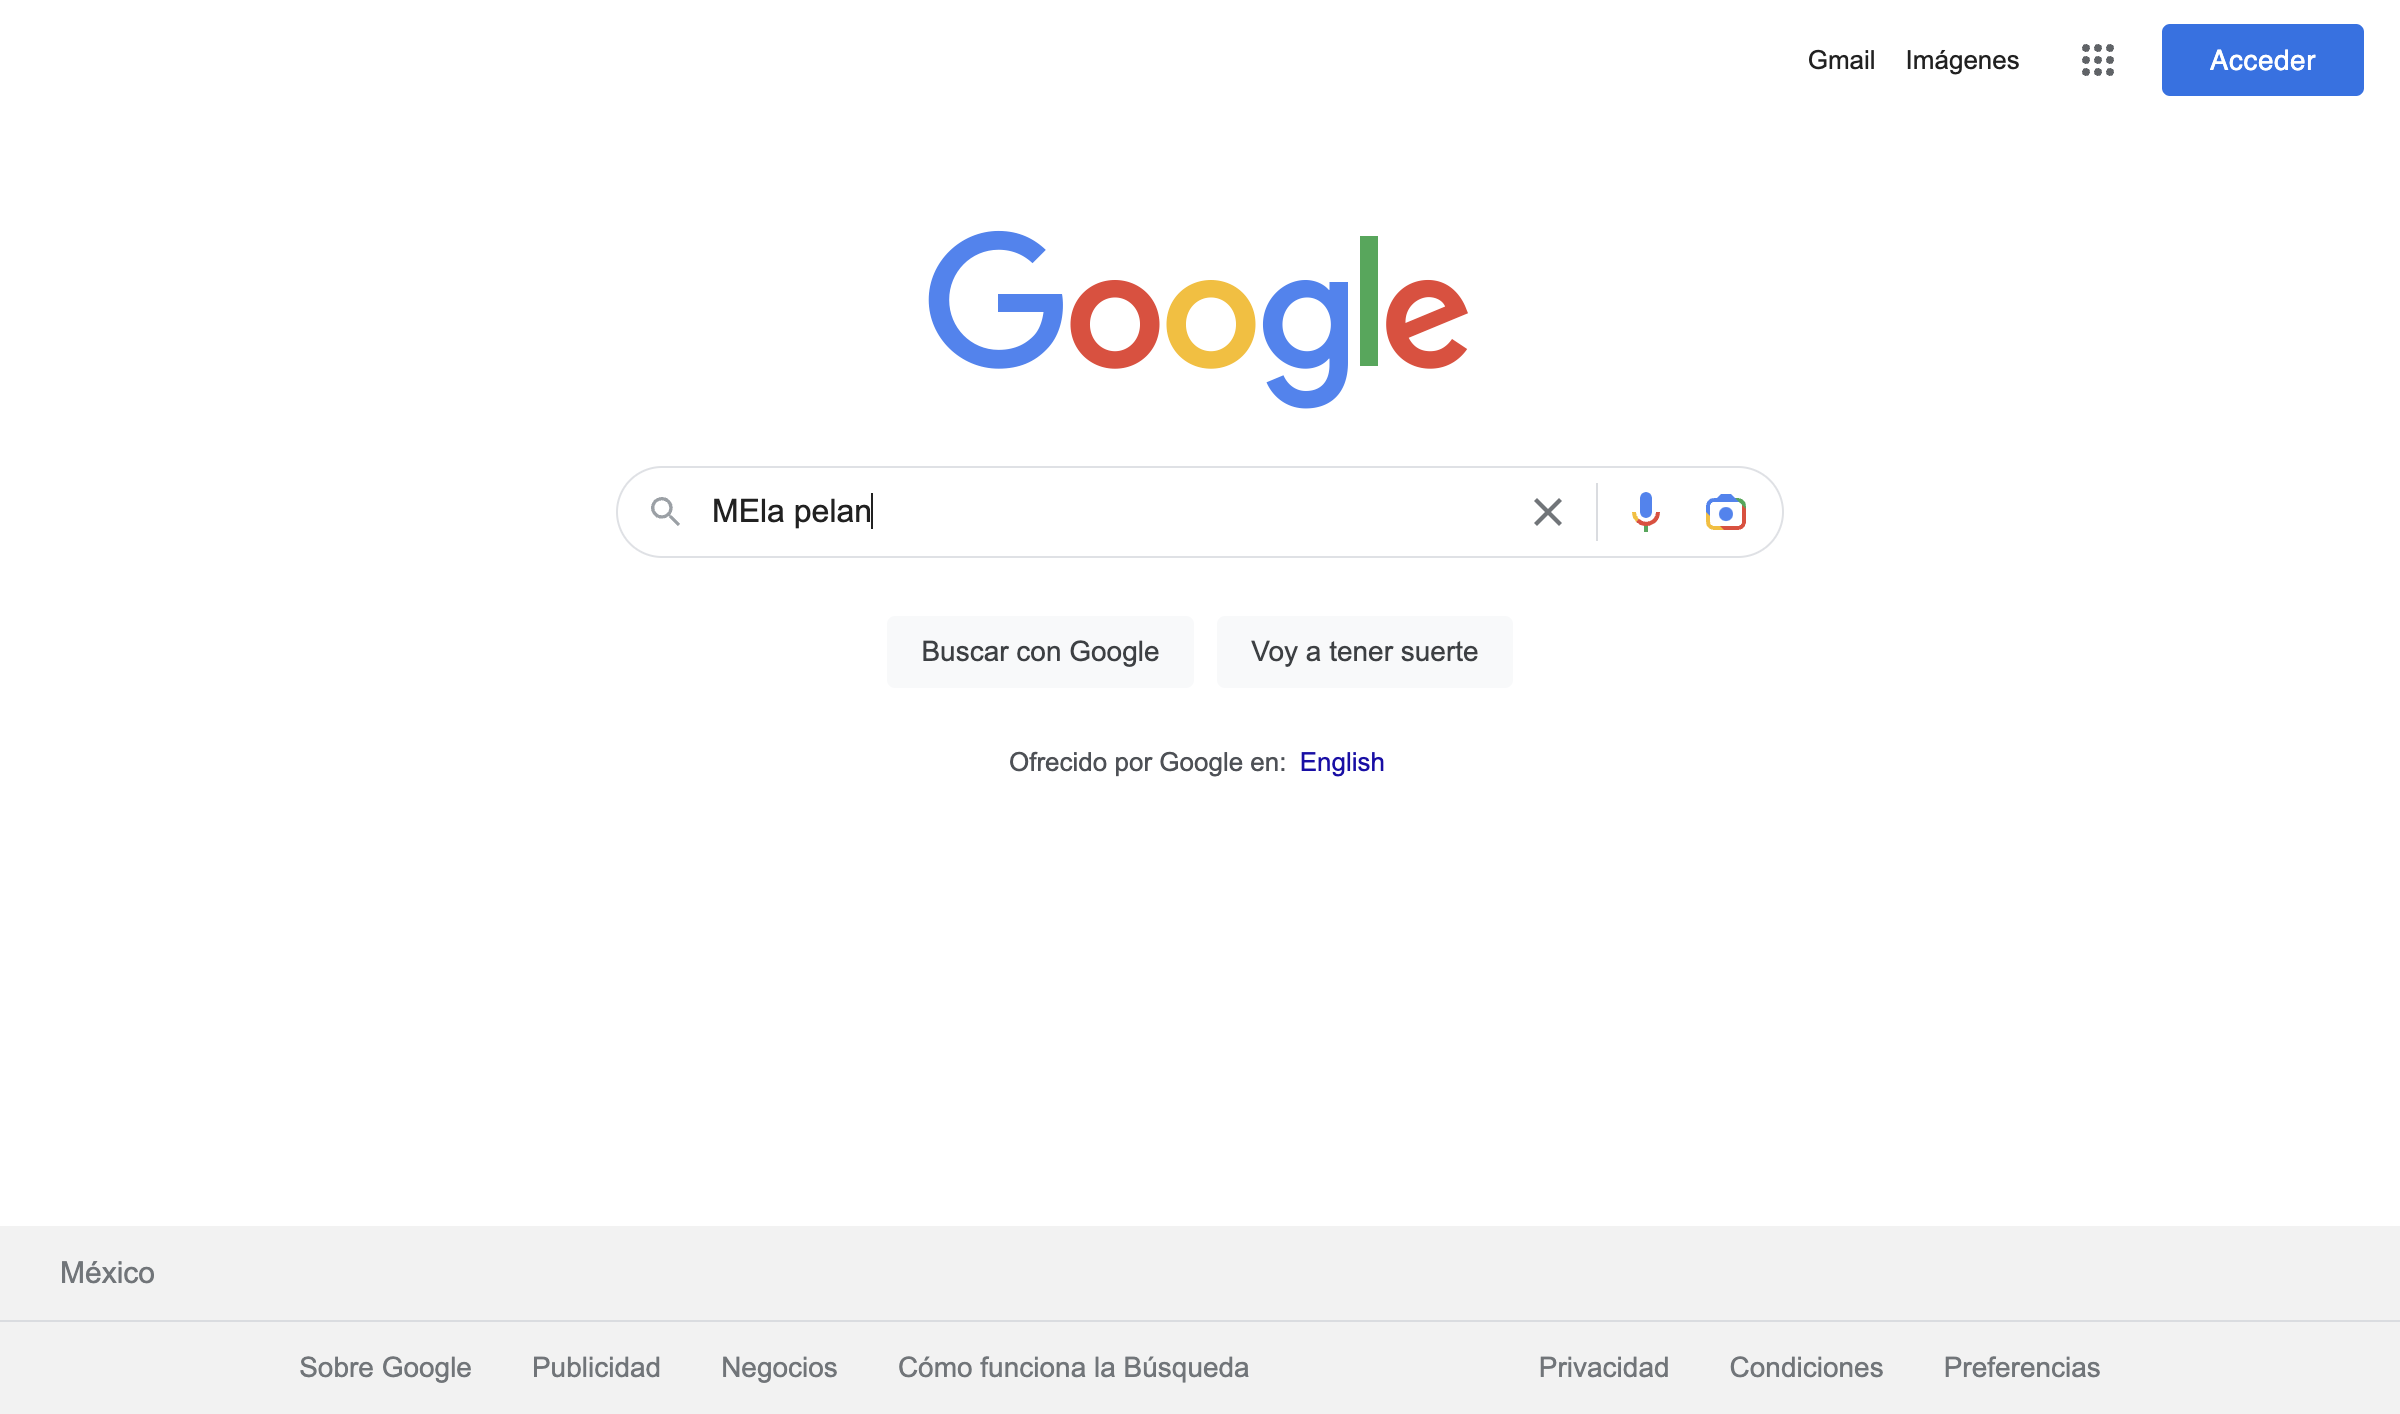 Gmail Imágenes Acceder
Google
MEla pelan
Buscar con Google Voy a tener suerte
Ofrecido por Google en: English
México
Sobre Google Publicidad Negocios Cómo funciona la Búsqueda Privacidad Condiciones Preferencias